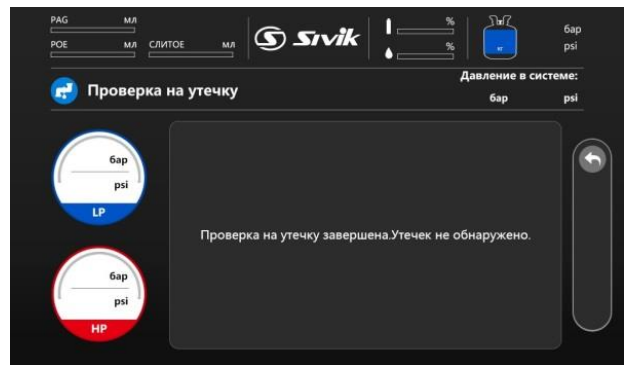 PAG мл
POE мл СЛИТОЕ мл
Sivik
%
%
кг
бар
psi
Давление в системе:
бар psi
Проверка на утечку
бар
psi
LP
Проверка на утечку завершена.Утечек не обнаружено.
бар
psi
HP